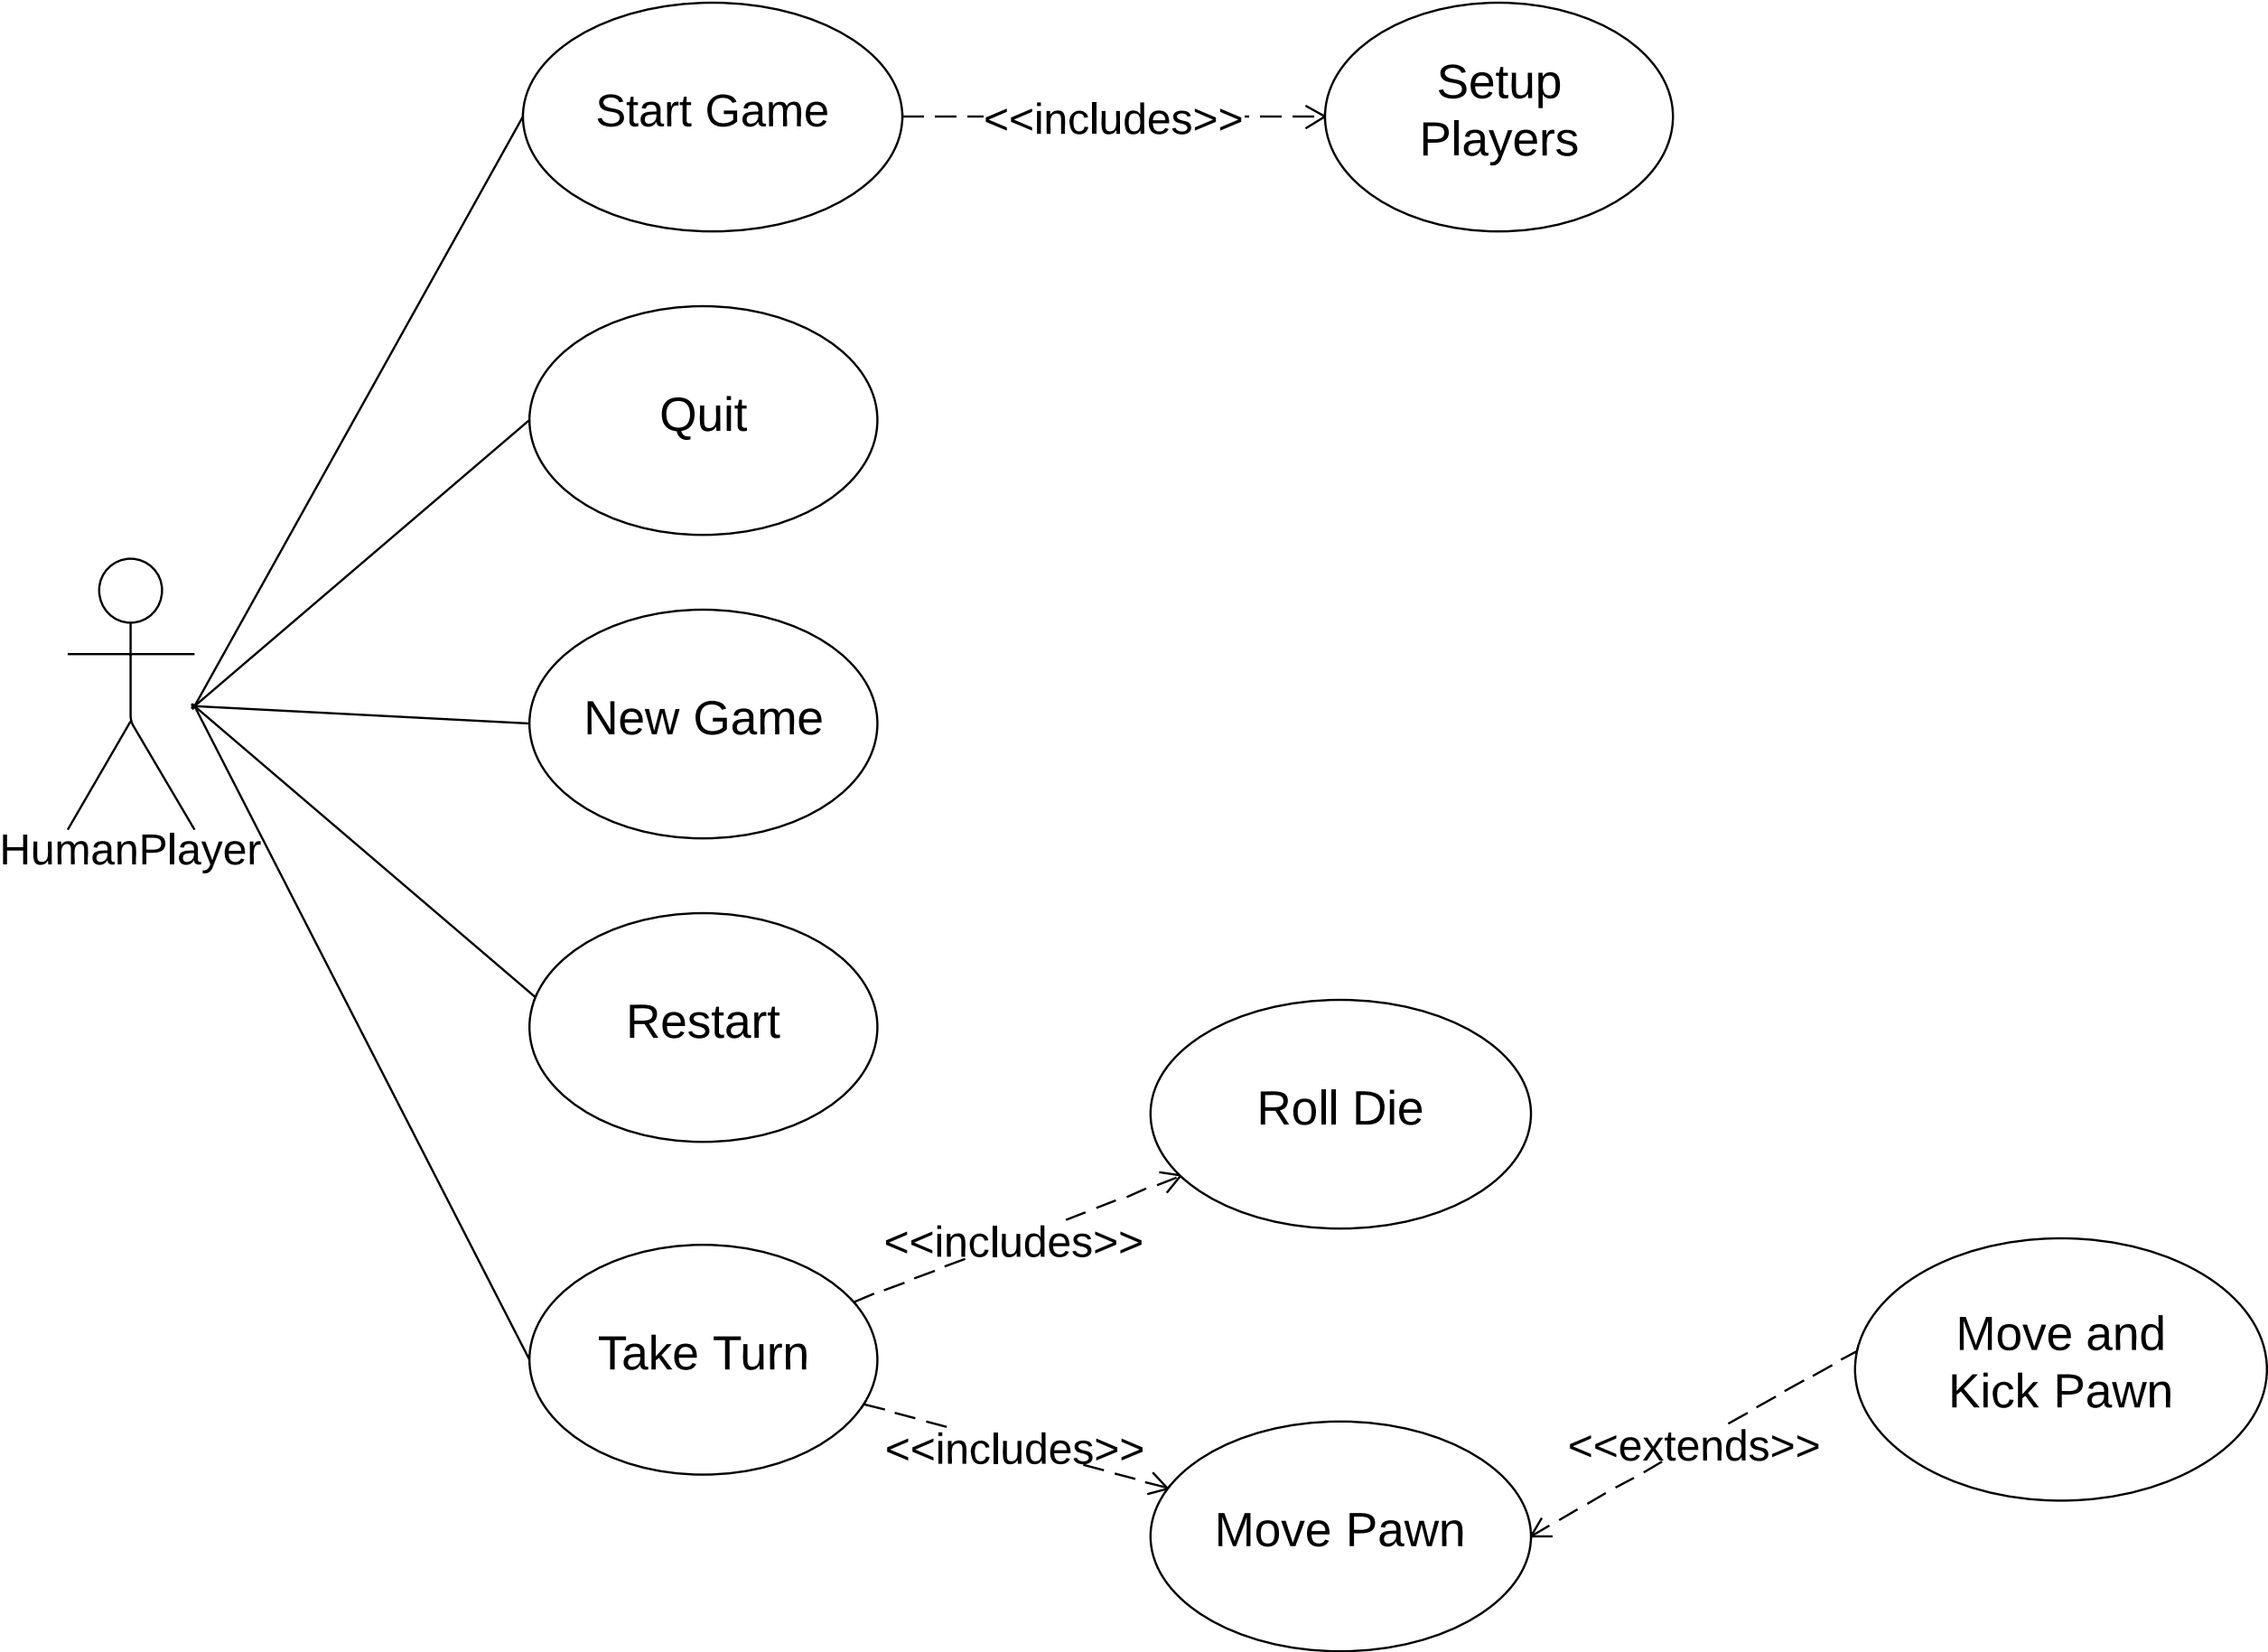 Start Game
<<includes>>
Setup
Players
Quit
New Game
HumanPlayer
Restart
Roll Die
<<includes>>
Take Turn
Move and
Kick Pawn
<<includes>>
<<extends>>
Move Pawn